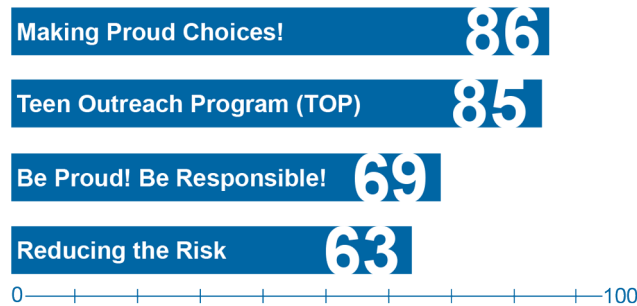 Making Proud Choices! 86
Teen Outreach Program (TOP) 85
Be Proud! Be Responsible! 69
Reducing the Risk 63
0 100